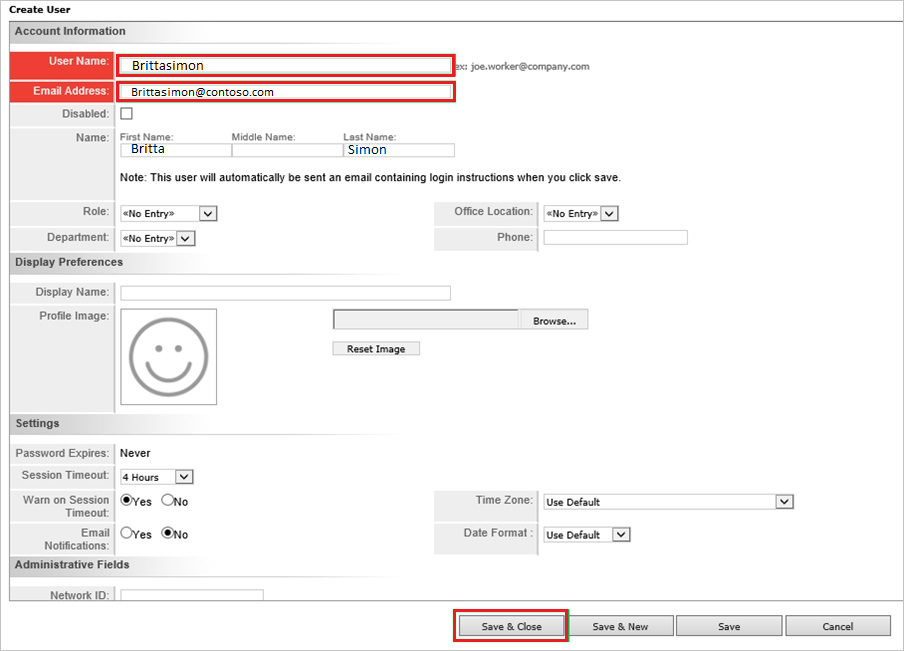 Create User
Account Information
User Name: Brittasimon ex: joe.worker@company.com
Email Address: Brittasimon@contoso.com
Disabled:
Name: First Name: Middle Name: Last Name:
Britta Simon
Note: This user will automatically be sent an email containing login instructions when you click save.
Role: «No Entry» Office Location: «No Entry»
Department: «No Entry» Phone:
Display Preferences
Display Name:
Profile Image: Browse...
Reset Image
Settings
Password Expires: Never
Session Timeout: 4 Hours
Warn on Session Yes No Time Zone: Use Default
Timeout:
Email Yes No Date Format : Use Default
Notifications:
Administrative Fields
Network ID:
Save & Close Save & New Save Cancel